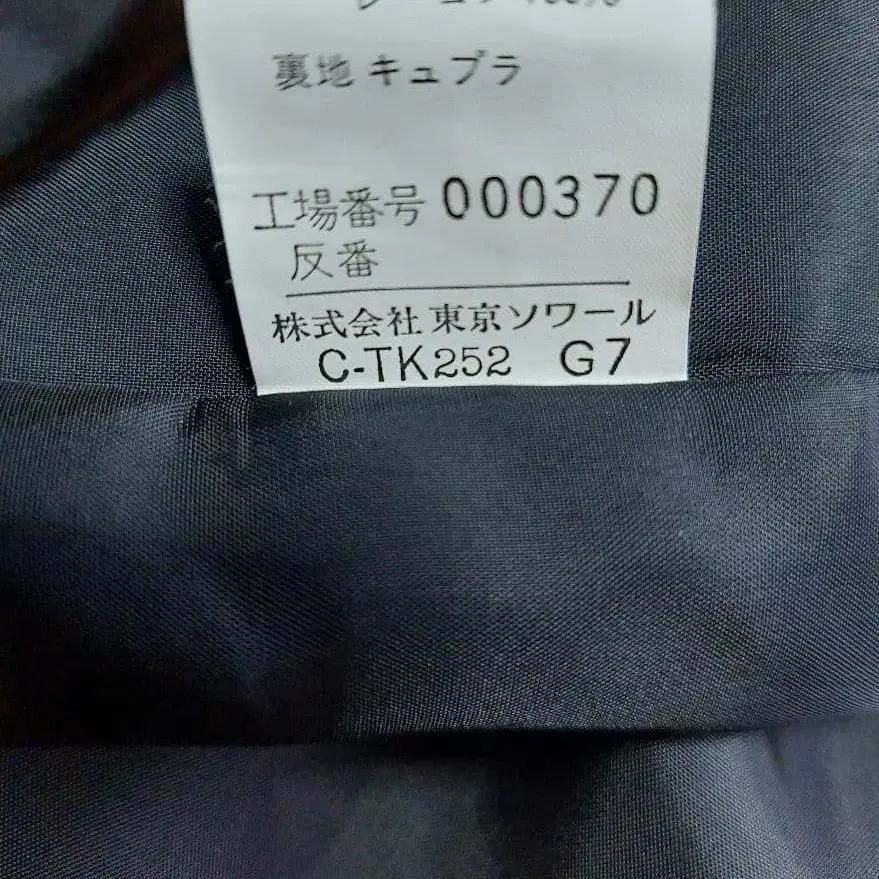 裏地 キュプラ
工場番号 000370
反番
株式会社 東京ソワール
C-TK252 G7